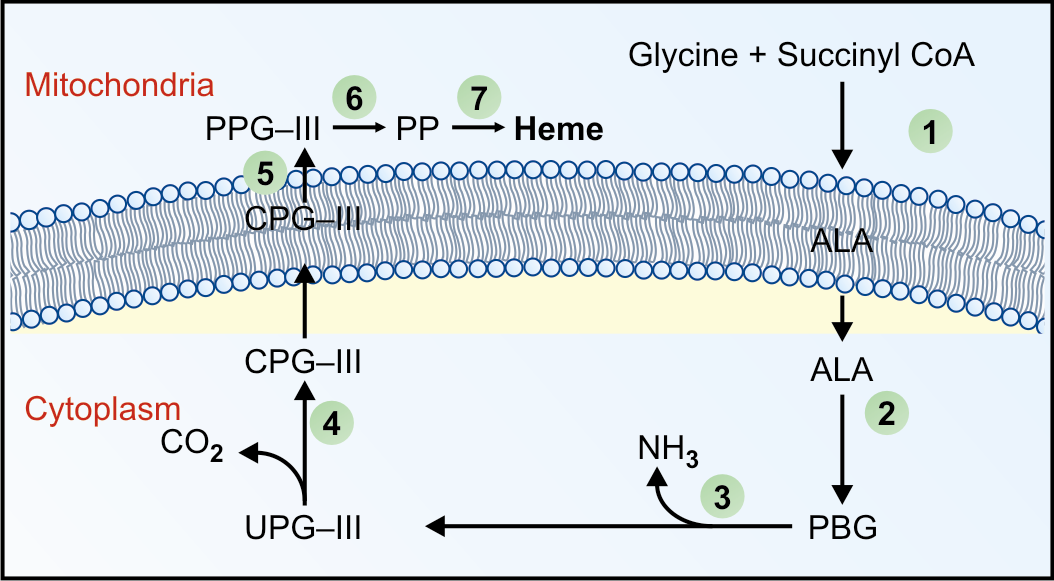 Glycine + Succinyl CoA
Mitochondria
6
7
1
PPG–III
PP
Heme
5
CPG–III
ALA
CPG–III
ALA
Cytoplasm
4
2
CO₂
NH₃
3
UPG–III
PBG